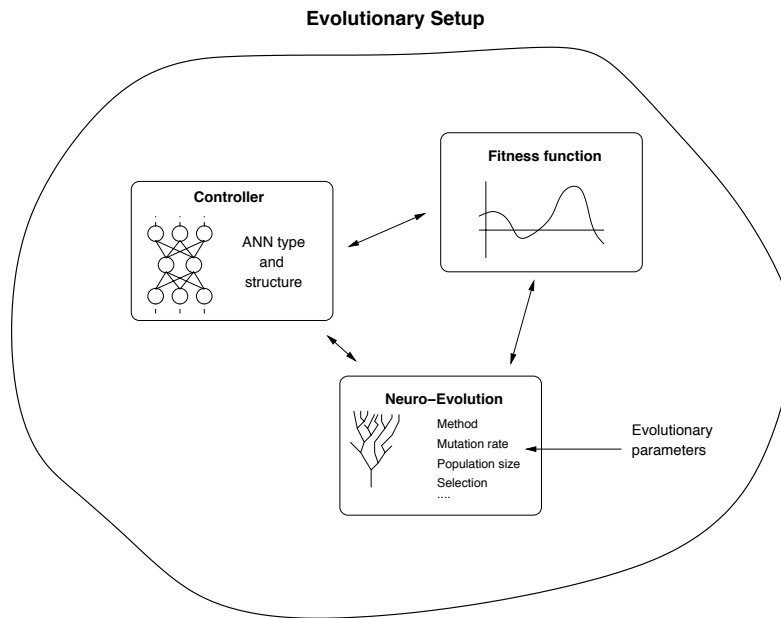 Evolutionary Setup
Fitness function
Controller
ANN type
and
structure
Neuro−Evolution
Method
Mutation rate
Population size
Selection
....
Evolutionary
parameters